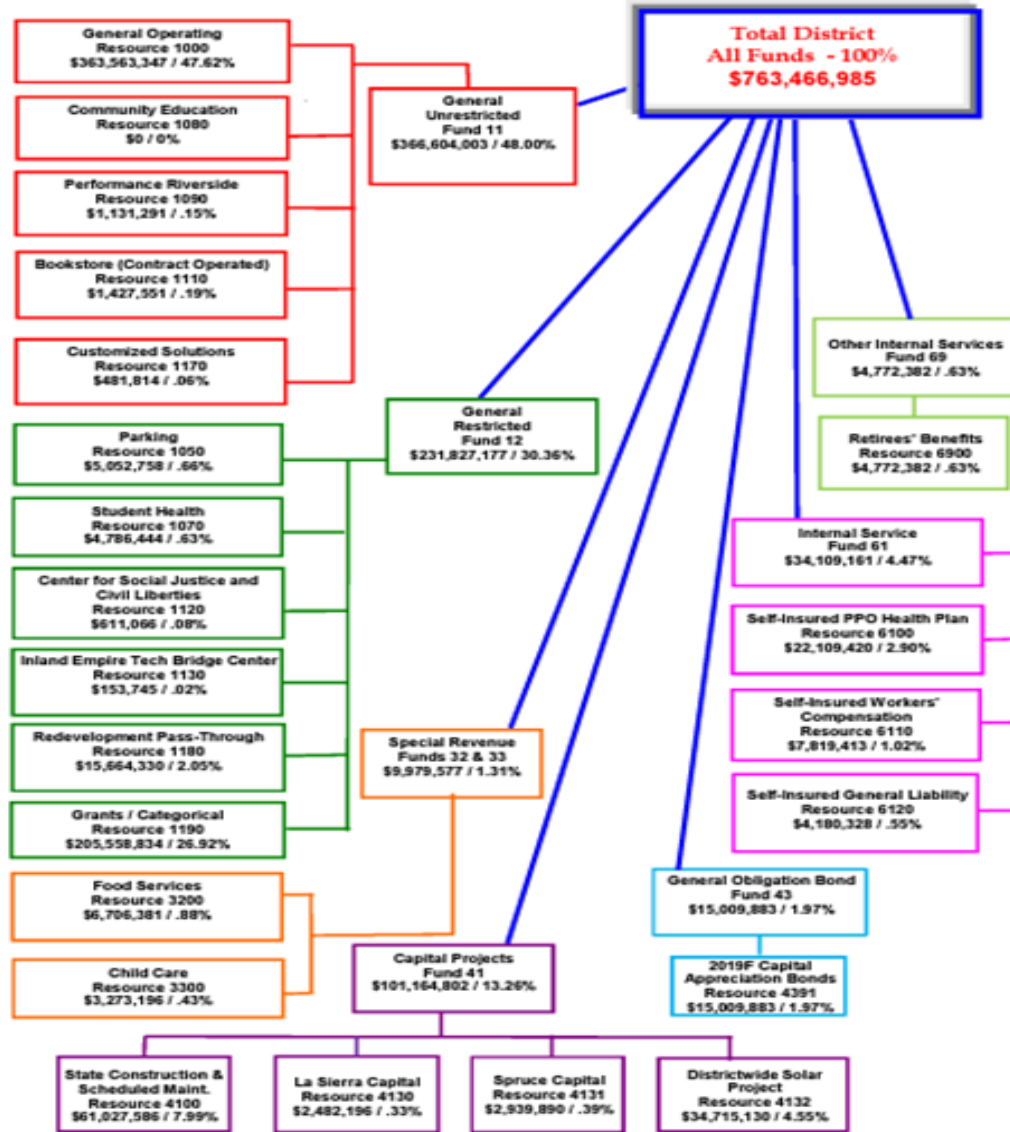 Total District
All Funds - 100%
$763,466,985
General Operating
Resource 1000
$363,563,347 / 47.62%
Community Education
Resource 1080
$0 / 0%
Performance Riverside
Resource 1090
$1,131,291 / .15%
Bookstore (Contract Operated)
Resource 1110
$1,427,551 / .19%
Customized Solutions
Resource 1170
$481,814 / .06%
General
Unrestricted
Fund 11
$366,604,003 / 48.00%
General
Restricted
Fund 12
$231,827,177 / 30.36%
Parking
Resource 1050
$5,052,758 / .66%
Student Health
Resource 1070
$4,786,444 / .63%
Center for Social Justice and
Civil Liberties
Resource 1120
$611,066 / .08%
Inland Empire Tech Bridge Center
Resource 1130
$153,745 / .02%
Redevelopment Pass-Through
Resource 1180
$15,664,330 / 2.05%
Grants / Categorical
Resource 1190
$205,558,834 / 26.92%
Other Internal Services
Fund 69
$4,772,382 / .63%
Retirees' Benefits
Resource 6900
$4,772,382 / .63%
Internal Service
Fund 61
$34,109,161 / 4.47%
Self-Insured PPO Health Plan
Resource 6100
$22,109,420 / 2.90%
Self-Insured Workers'
Compensation
Resource 6110
$7,819,413 / 1.02%
Self-Insured General Liability
Resource 6120
$4,180,328 / .55%
Special Revenue
Funds 32 & 33
$9,979,577 / 1.31%
Food Services
Resource 3200
$6,706,381 / .88%
Child Care
Resource 3300
$3,273,196 / .43%
General Obligation Bond
Fund 43
$15,009,883 / 1.97%
2019F Capital
Appreciation Bonds
Resource 4391
$15,009,883 / 1.97%
Capital Projects
Fund 41
$101,164,802 / 13.26%
State Construction &
Scheduled Maint.
Resource 4100
$61,027,586 / 7.99%
La Sierra Capital
Resource 4130
$2,482,196 / .33%
Spruce Capital
Resource 4131
$2,939,890 / .39%
Districtwide Solar
Project
Resource 4132
$34,715,130 / 4.55%